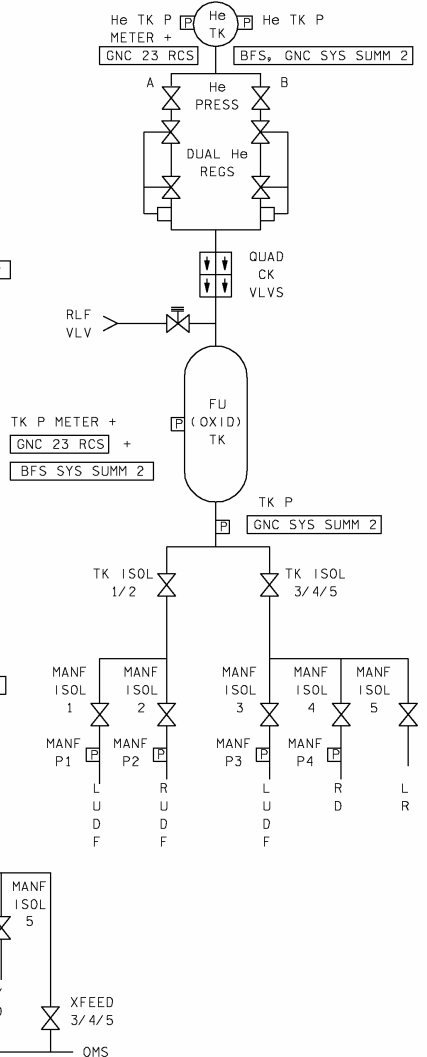 He TK P
METER +
GNC 23 RCS
He
TK
He TK P
BFS, GNC SYS SUMM 2
P
P
A
B
He
PRESS
DUAL He
REGS
QUAD
CK
VLVS
RLF
VLV
FU
(OXID)
TK
P
TK P METER +
GNC 23 RCS +
BFS SYS SUMM 2
TK P
P
GNC SYS SUMM 2
TK ISOL
1/2
TK ISOL
3/4/5
MANF
ISOL
1
MANF
ISOL
2
MANF
ISOL
3
MANF
ISOL
4
MANF
ISOL
5
MANF
P1
P
MANF
P2
P
MANF
P3
P
MANF
P4
P
L
U
D
F
R
U
D
F
L
U
D
F
R
D
L
R
MANF
ISOL
5
XFEED
3/4/5
OMS